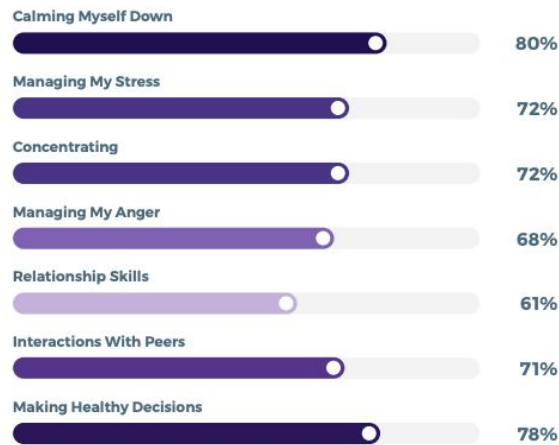 Calming Myself Down
80%
Managing My Stress
72%
Concentrating
72%
Managing My Anger
68%
Relationship Skills
61%
Interactions With Peers
71%
Making Healthy Decisions
78%